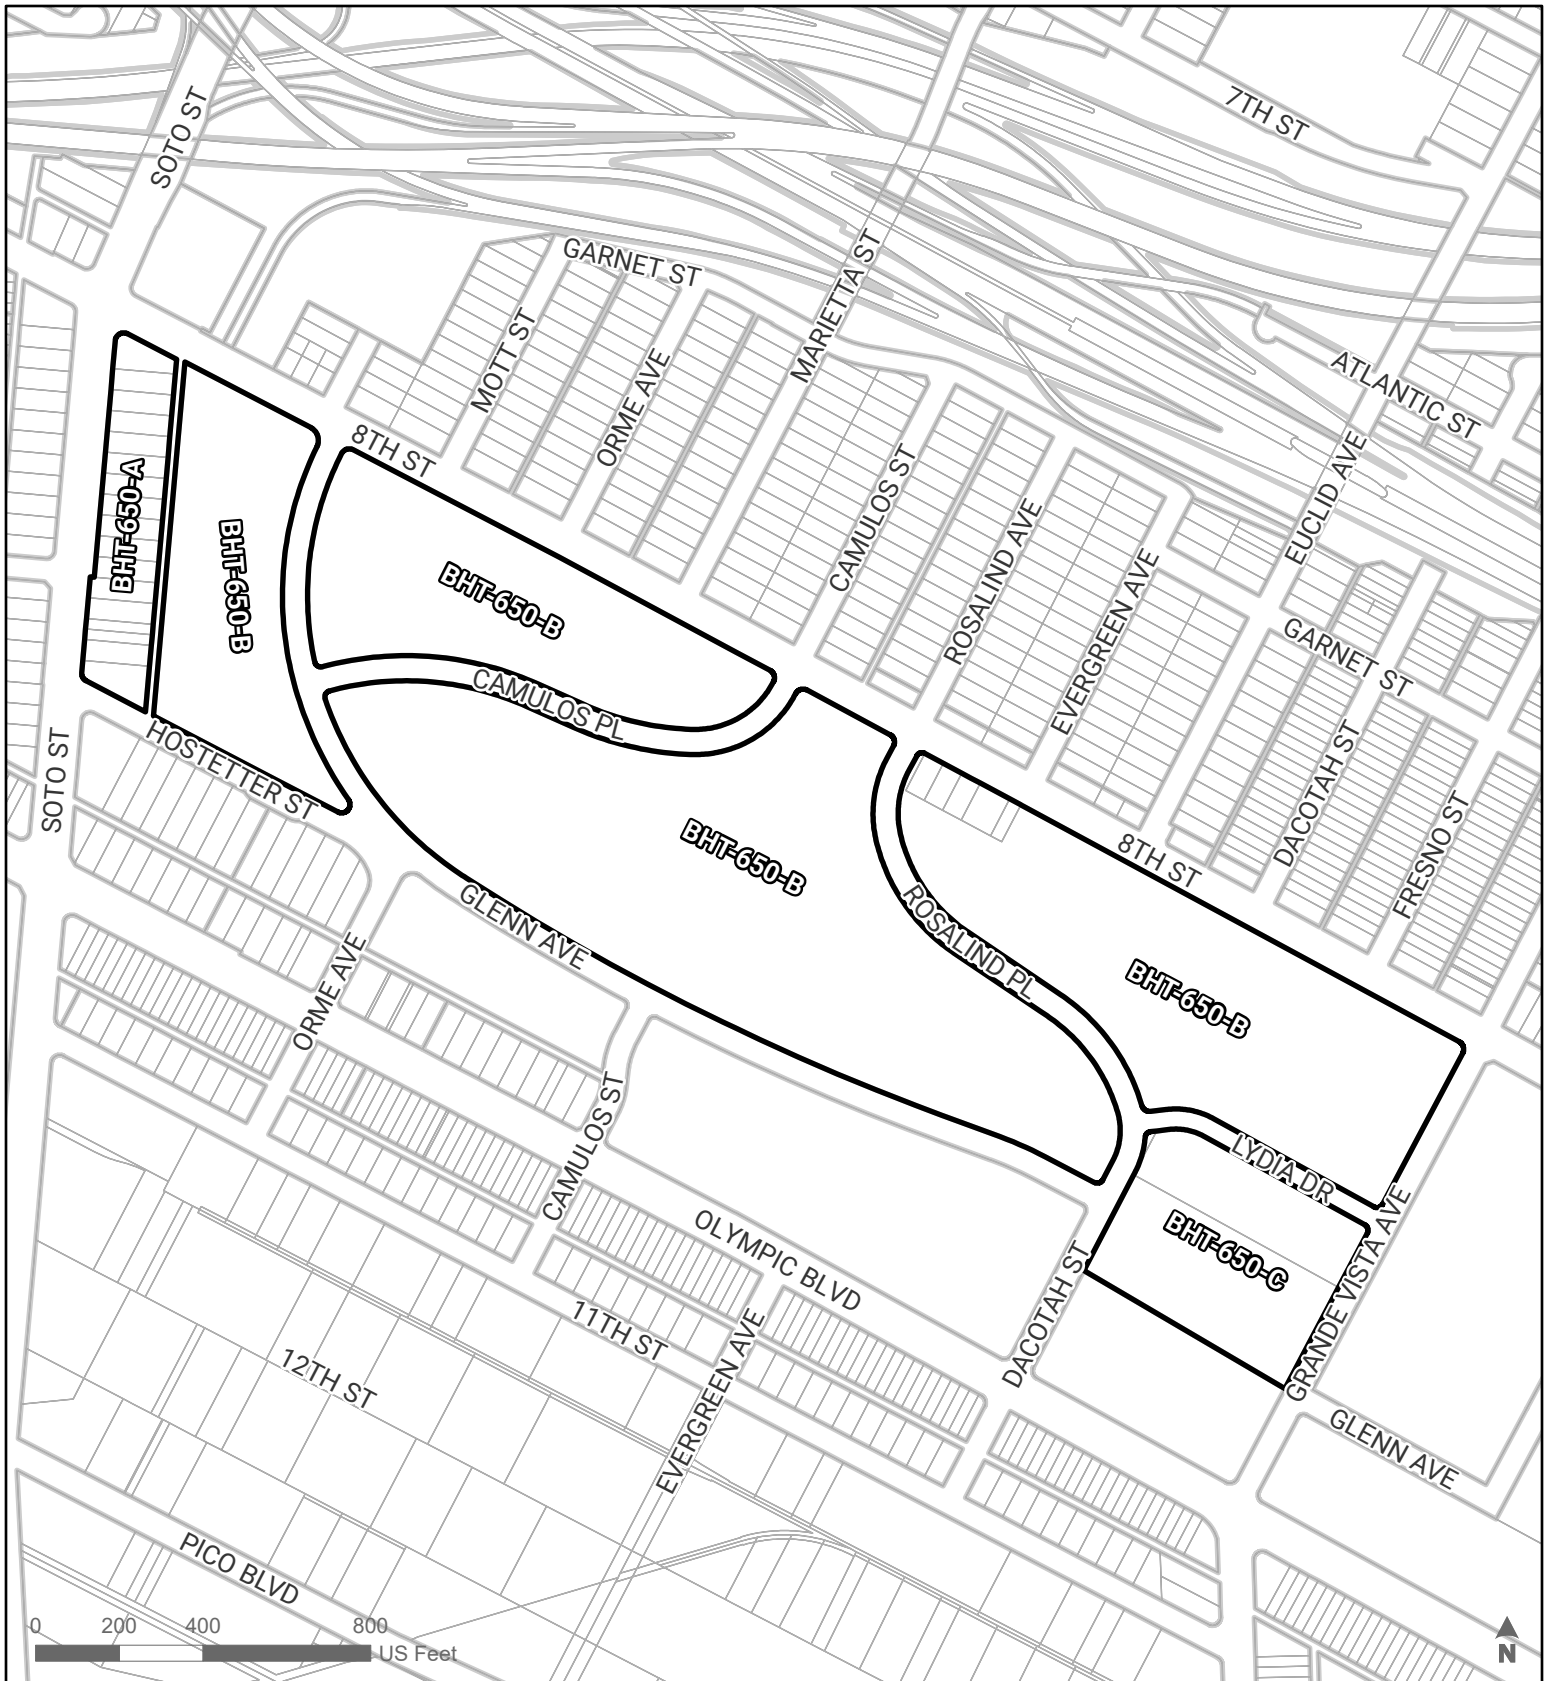 7TH ST
SOTO ST
GARNET ST
MARIETTA ST
MOTT ST
ORME AVE
ATLANTIC ST
8TH ST
EUCLID AVE
CAMULOS ST
BHT-650-A
BHT-650-B
BHT-650-B
ROSALIND AVE
EVERGREEN AVE
GARNET ST
CAMULOS PL
HOSTETTER ST
SOTO ST
DACOTAH ST
FRESNO ST
8TH ST
BHT-650-B
GLENN AVE
ROSALIND PL
BHT-650-B
ORME AVE
CAMULOS ST
LYDIA DR
BHT-650-C
GRANDE VISTA AVE
OLYMPIC BLVD
DACOTAH ST
11TH ST
12TH ST
EVERGREEN AVE
GLENN AVE
PICO BLVD
0 200 400 800
US Feet
N